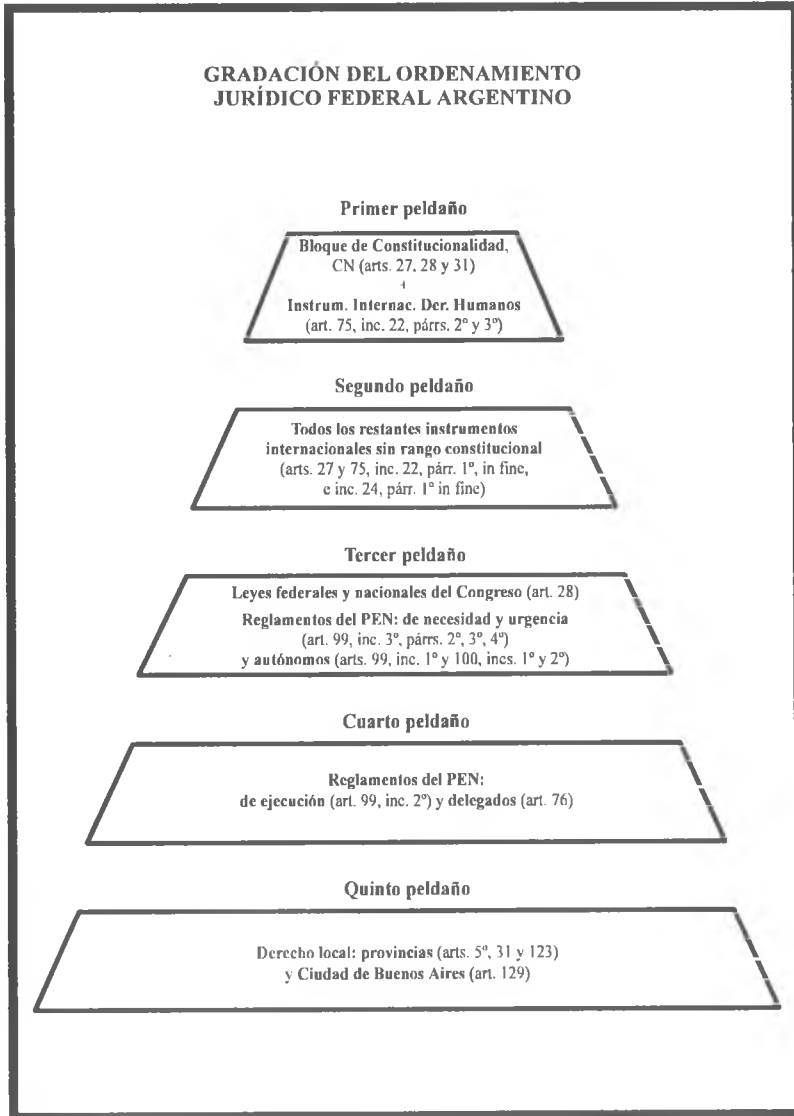 GRADACIÓN DEL ORDENAMIENTO
JURÍDICO FEDERAL ARGENTINO
Primer peldaño
Bloque de Constitucionalidad,
CN (arts. 27, 28 y 31)
+
Instrum. Internac. Der. Humanos
(art. 75, inc. 22, párrs. 2º y 3º)
Segundo peldaño
Todos los restantes instrumentos
internacionales sin rango constitucional
(arts. 27 y 75, inc. 22, párr. 1º, in fine,
e inc. 24, párr. 1º in fine)
Tercer peldaño
Leyes federales y nacionales del Congreso (art. 28)
Reglamentos del PEN: de necesidad y urgencia
(art. 99, inc. 3º, párrs. 2º, 3º, 4º)
y autónomos (arts. 99, inc. 1º y 100, incs. 1º y 2º)
Cuarto peldaño
Reglamentos del PEN:
de ejecución (art. 99, inc. 2º) y delegados (art. 76)
Quinto peldaño
Derecho local: provincias (arts. 5º, 31 y 123)
y Ciudad de Buenos Aires (art. 129)